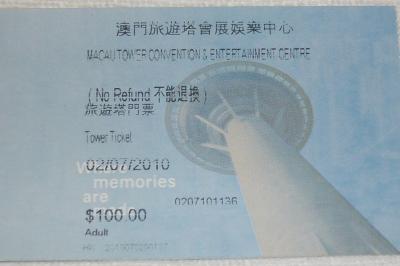 澳門旅遊塔會展娛樂中心
MACAU TOWER CONVENTION & ENTERTAINMENT CENTRE
( No Refund 不能退換 )
旅遊塔門票
Tower Ticket
02/07/2010
memories
are
0207101136
$100.00
Adult